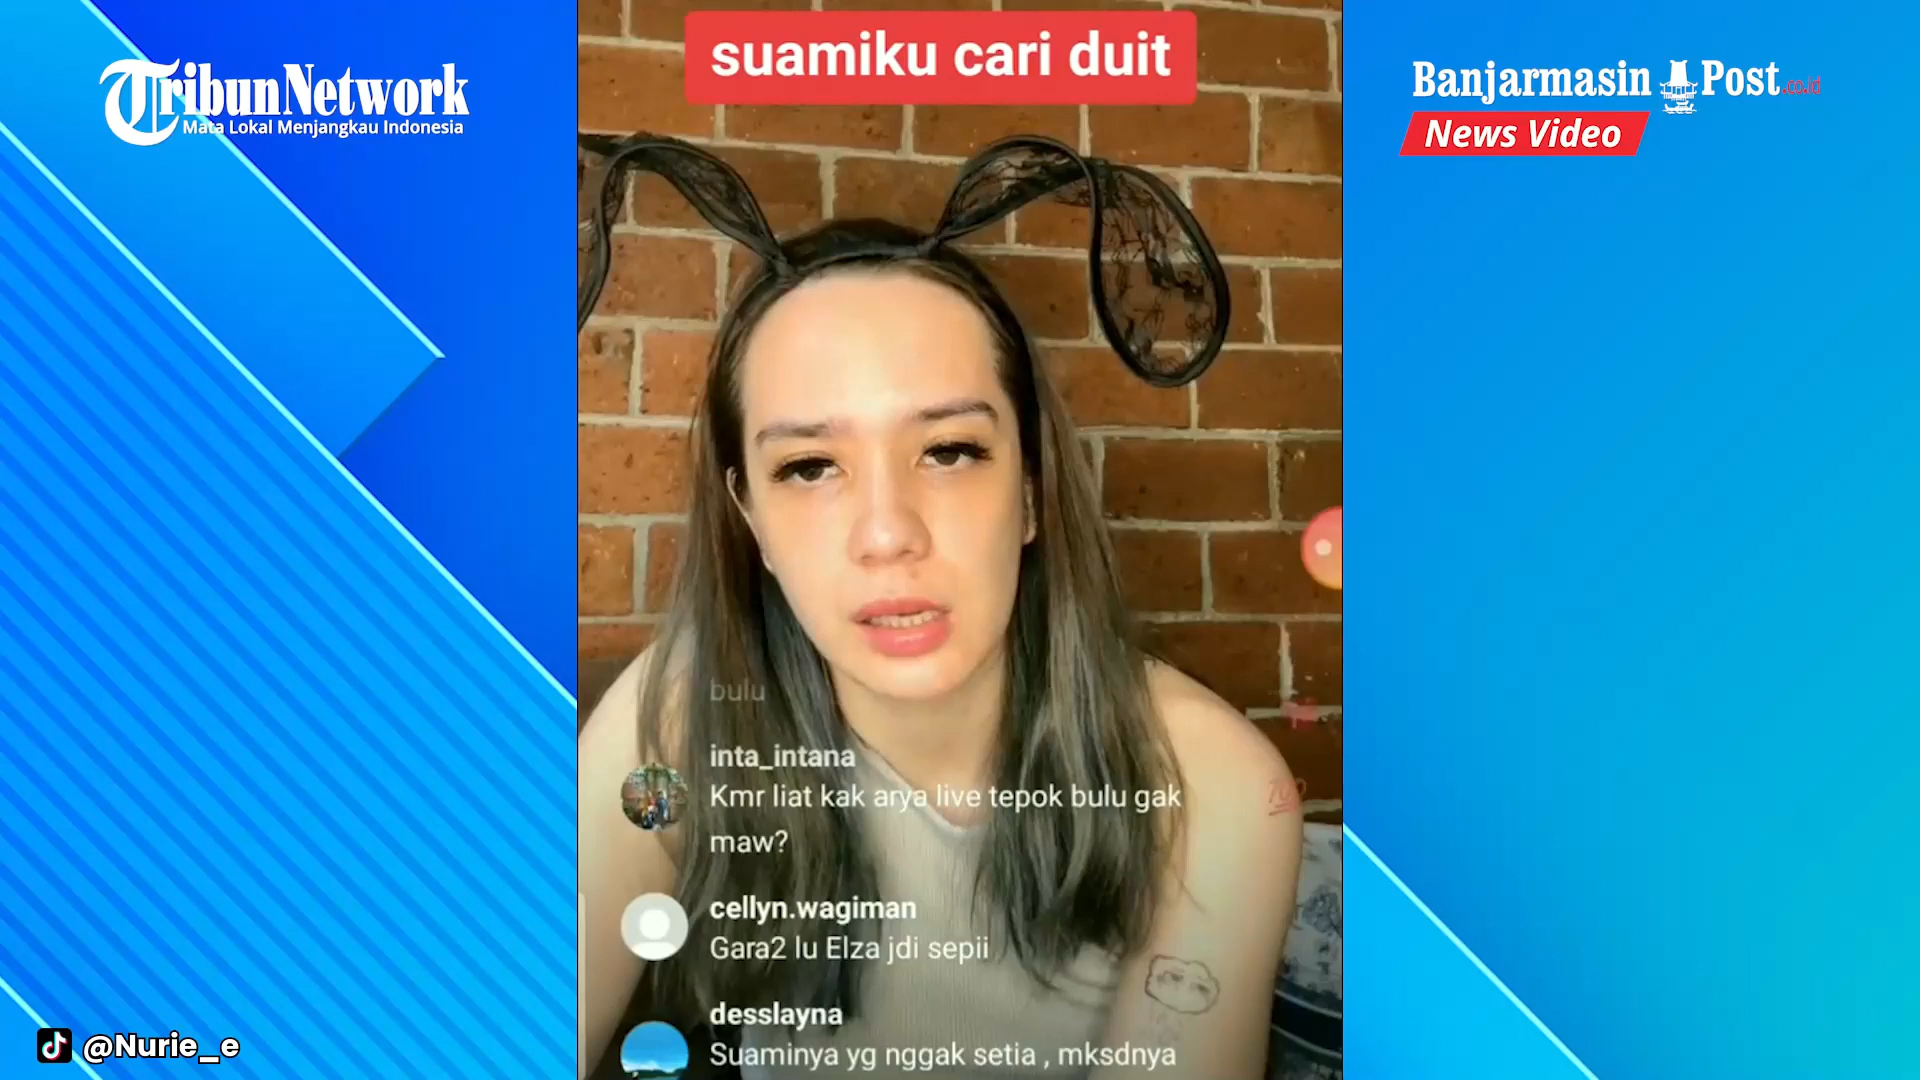 suamiku cari duit
TribunNetwork
Mata Lokal Menjangkau Indonesia
Banjarmasin Post.co.id
News Video
bulu
inta_intana
Kmr liat kak arya live tepok bulu gak
maw?
cellyn.wagiman
Gara2 lu Elza jdi sepii
desslayna
Suaminya yg nggak setia , mksdnya
@Nurie_e